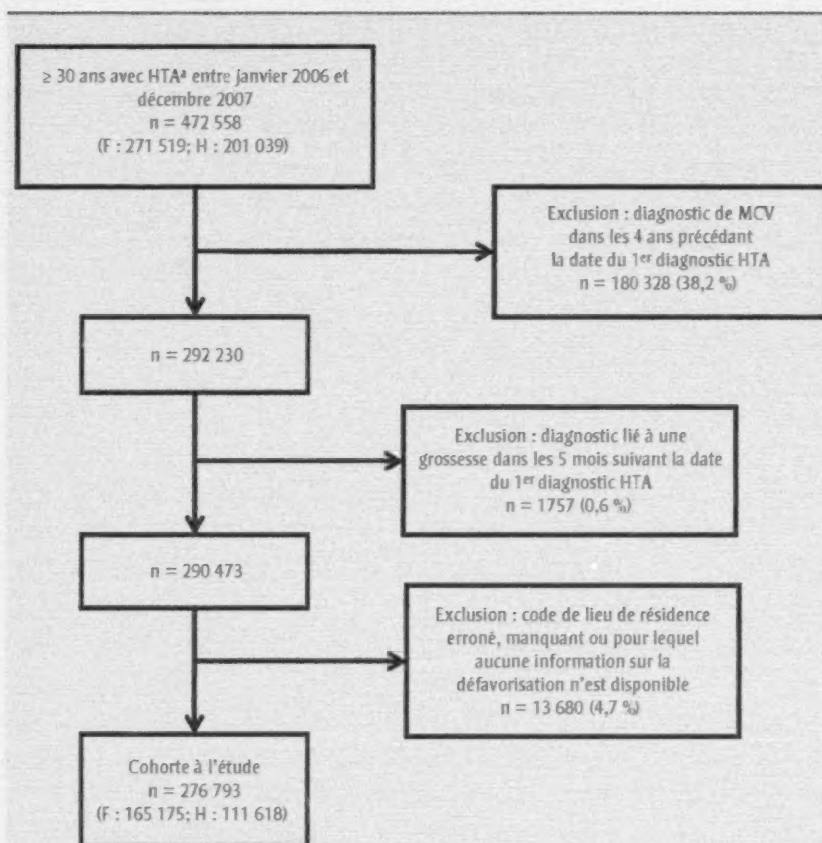 ≥ 30 ans avec HTAᵃ entre janvier 2006 et
décembre 2007
n = 472 558
(F : 271 519; H : 201 039)
Exclusion : diagnostic de MCV
dans les 4 ans précédant
la date du 1ᵉʳ diagnostic HTA
n = 180 328 (38,2 %)
n = 292 230
Exclusion : diagnostic lié à une
grossesse dans les 5 mois suivant la date
du 1ᵉʳ diagnostic HTA
n = 1757 (0,6 %)
n = 290 473
Exclusion : code de lieu de résidence
erroné, manquant ou pour lequel
aucune information sur la
défavorisation n'est disponible
n = 13 680 (4,7 %)
Cohorte à l'étude
n = 276 793
(F : 165 175; H : 111 618)